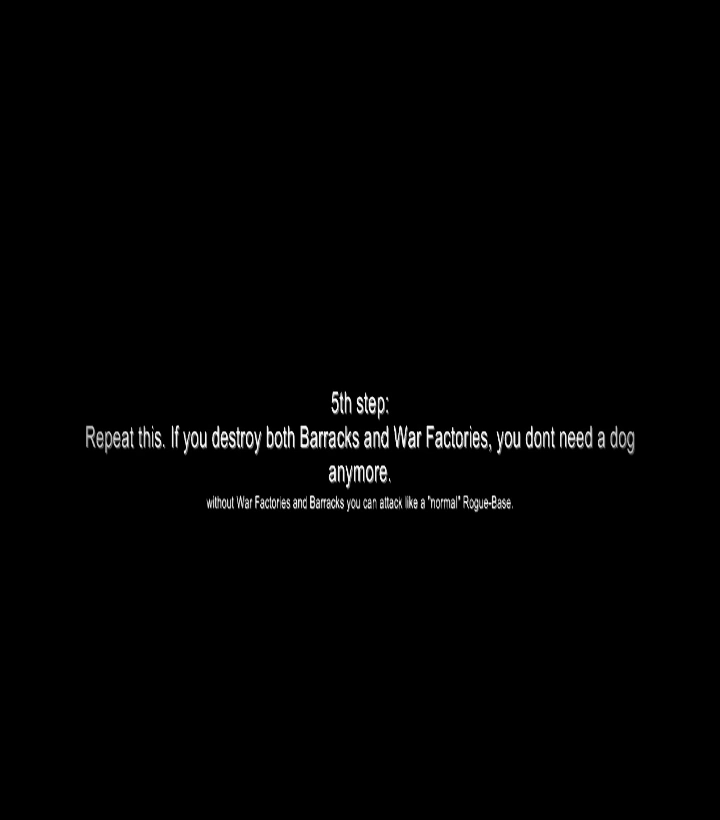 5th step:
Repeat this. If you destroy both Barracks and War Factories, you dont need a dog
anymore.
without War Factories and Barracks you can attack like a "normal" Rogue-Base.